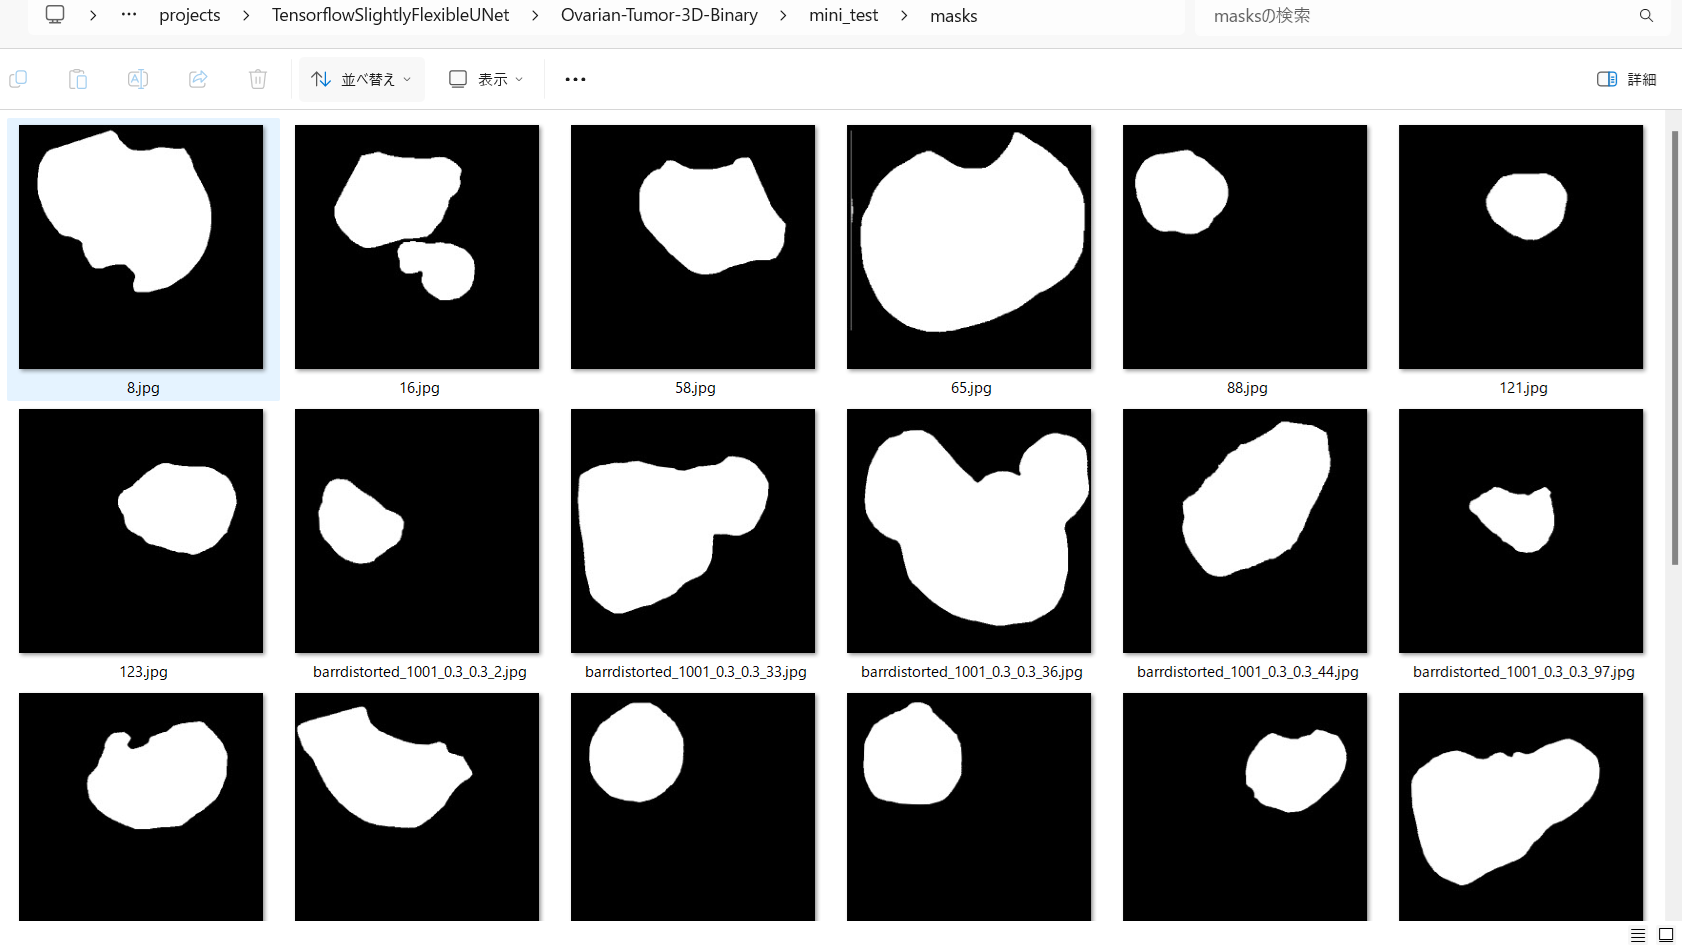 projects > TensorflowSlightlyFlexibleUNet > Ovarian-Tumor-3D-Binary > mini_test > masks
masksの検索
並べ替え
表示
詳細
8.jpg
16.jpg
58.jpg
65.jpg
88.jpg
121.jpg
123.jpg
barrdistorted_1001_0.3_0.3_2.jpg
barrdistorted_1001_0.3_0.3_33.jpg
barrdistorted_1001_0.3_0.3_36.jpg
barrdistorted_1001_0.3_0.3_44.jpg
barrdistorted_1001_0.3_0.3_97.jpg